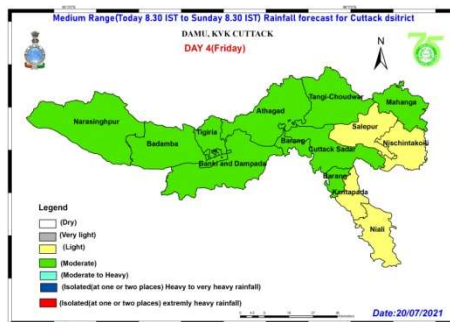 Medium Range(Today 8.30 IST to Sunday 8.30 IST) Rainfall forecast for Cuttack dsitrict
DAMU, KVK CUTTACK
DAY 4(Friday)
75
N
Tangi-Choudwar
Mahanga
Athagad
Narasinghpur
Salepur
Tigiria
Badamba
Barang
Nischintakoili
Cuttack Sadar
Banki and Dampada
Barang
Kantapada
Niali
Legend
(Dry)
(Very light)
(Light)
(Moderate)
(Moderate to Heavy)
(Isolated(at one or two places) Heavy to very heavy rainfall)
(Isolated(at one or two places) extremly heavy rainfall)
Date:20/07/2021